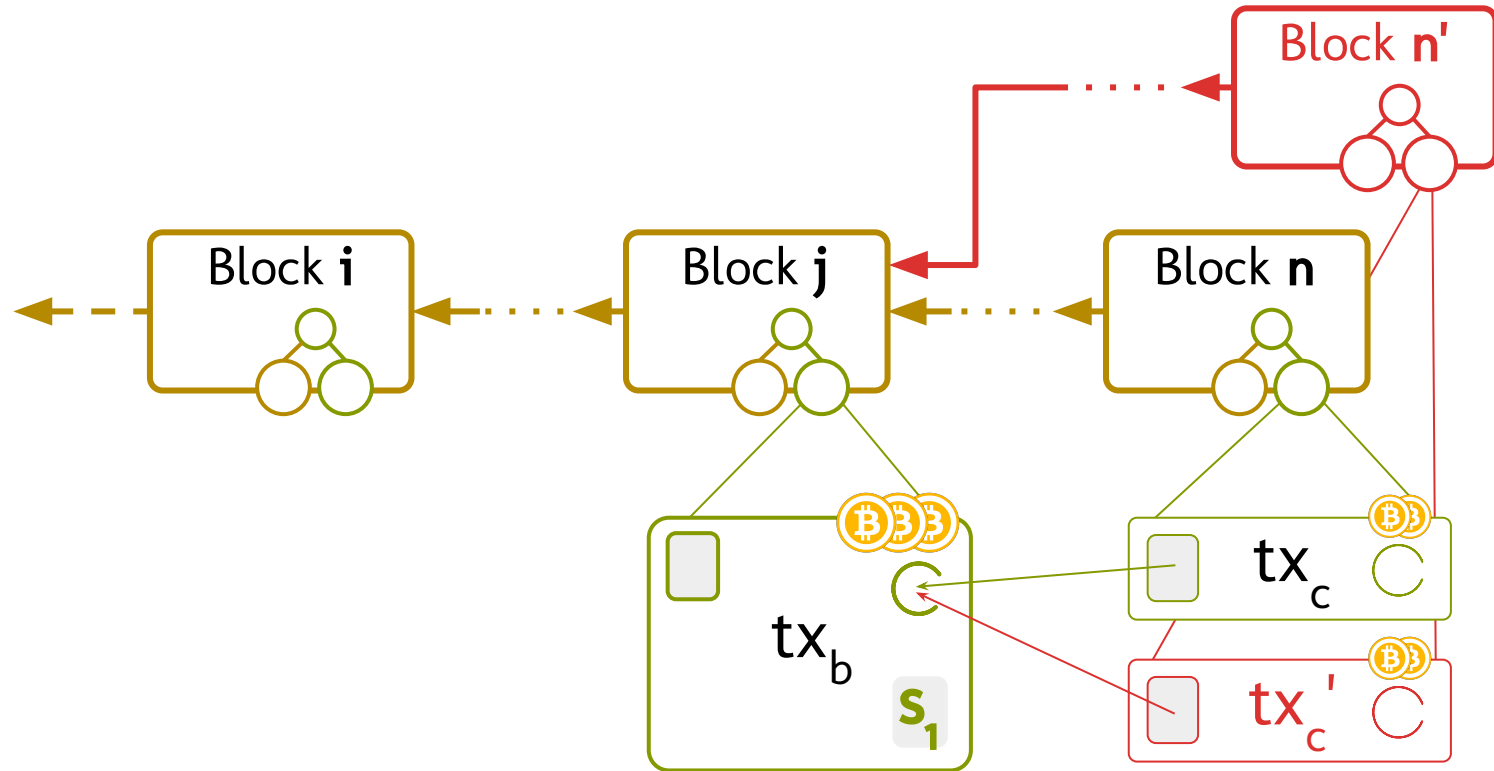 Block n'
Block i
Block j
Block n
tx_b
S_1
tx_c
tx_c'